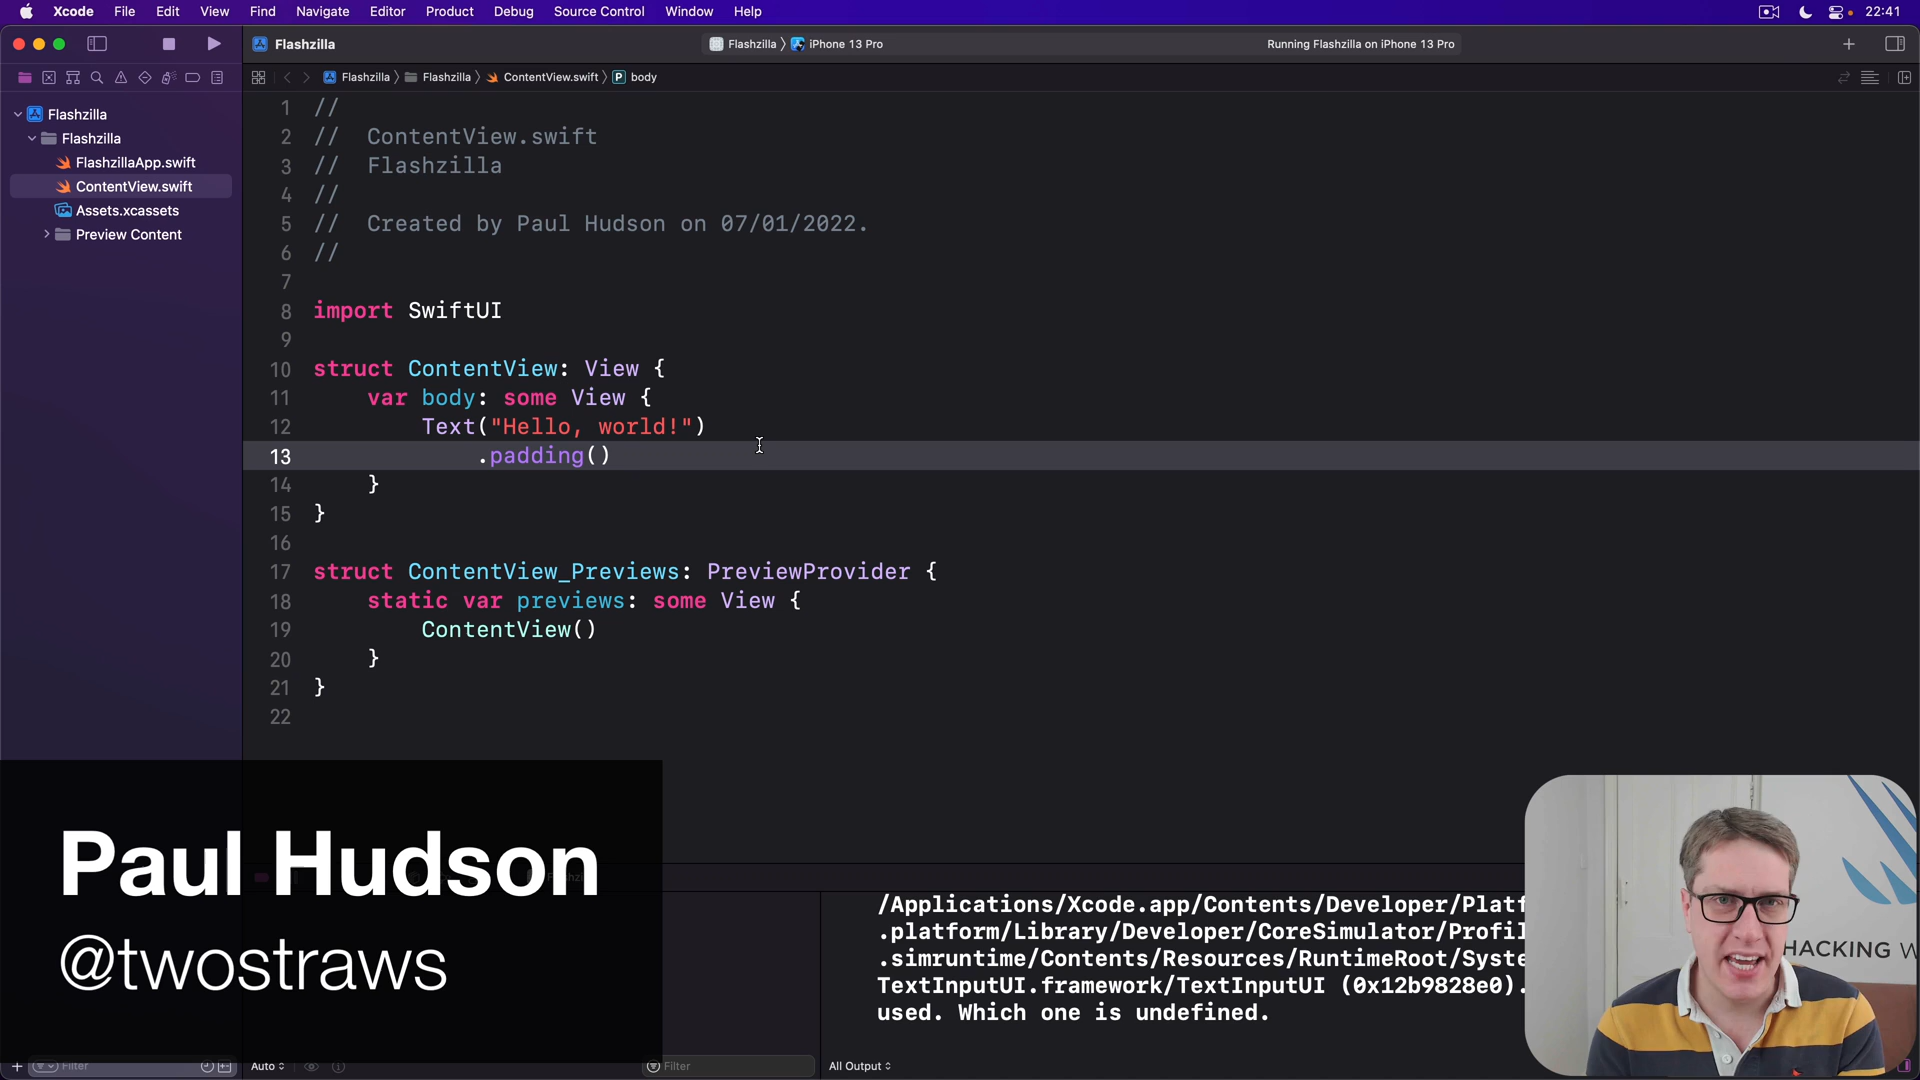 Xcode File Edit View Find Navigate Editor Product Debug Source Control Window Help 22:41
Flashzilla Flashzilla iPhone 13 Pro Running Flashzilla on iPhone 13 Pro
Flashzilla Flashzilla ContentView.swift P body
Flashzilla
Flashzilla
FlashzillaApp.swift
ContentView.swift
Assets.xcassets
Preview Content
1 //
2 // ContentView.swift
3 // Flashzilla
4 //
5 // Created by Paul Hudson on 07/01/2022.
6 //
7
8 import SwiftUI
9
10 struct ContentView: View {
11 var body: some View {
12 Text("Hello, world!")
13 .padding()
14 }
15 }
16
17 struct ContentView_Previews: PreviewProvider {
18 static var previews: some View {
19 ContentView()
20 }
21 }
22
Paul Hudson
@twostraws
/Applications/Xcode.app/Contents/Developer/Platf
.platform/Library/Developer/CoreSimulator/Profil
.simruntime/Contents/Resources/RuntimeRoot/Syste
TextInputUI.framework/TextInputUI (0x12b9828e0).
used. Which one is undefined.
HACKING W
Filter Auto Filter All Output